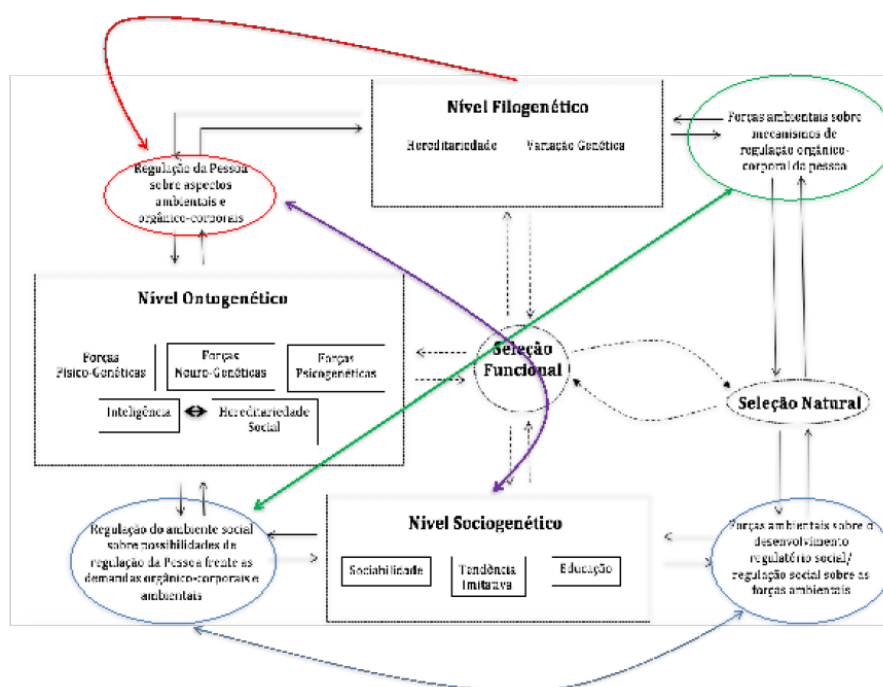 Nível Filogenético
Hereditariedade
Variação Genética
Forças ambientais sobre
mecanismos de
regulação orgânico-
corporal da pessoa
Regulação da Pessoa
sobre aspectos
ambientais e
orgânico-corporais
Nível Ontogenético
Forças
Físico-Genéticas
Forças
Neuro-Genéticas
Forças
Psicogenéticas
Inteligência
Hereditariedade
Social
Seleção
Funcional
Seleção Natural
Regulação do ambiente social
sobre possibilidades de
regulação da Pessoa frente as
demandas orgânico-corporais e
ambientais
Nível Sociogenético
Sociabilidade
Tendência
Imitativa
Educação
Forças ambientais sobre o
desenvolvimento
regulatório social/
regulação social sobre as
forças ambientais